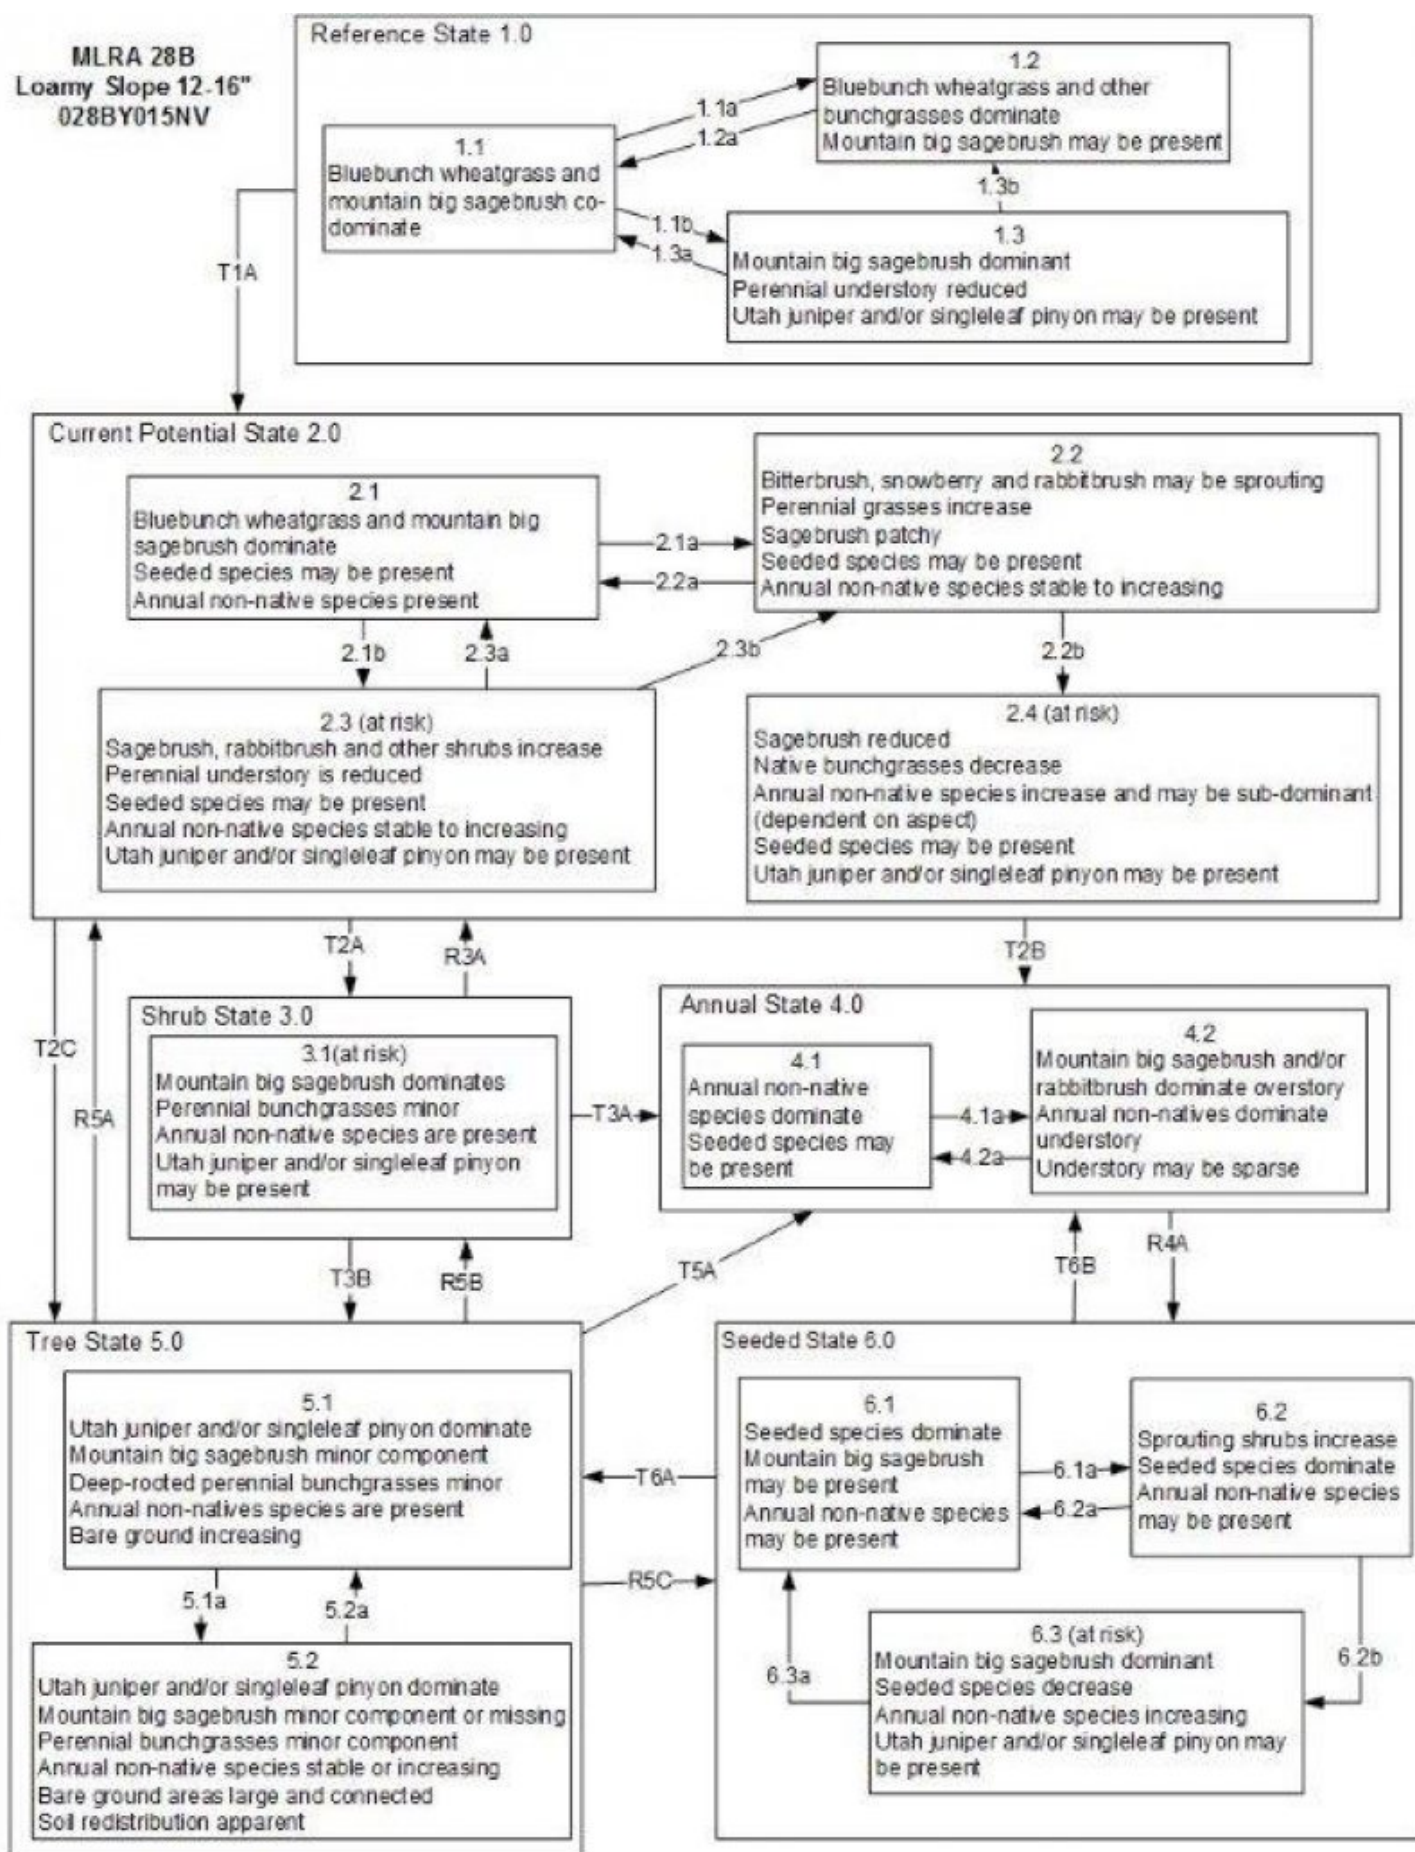 MLRA 28B
Loamy Slope 12-16"
028BY015NV
Reference State 1.0
1.1
Bluebunch wheatgrass and
mountain big sagebrush co-
dominate
1.1a
1.2a
1.2
Bluebunch wheatgrass and other
bunchgrasses dominate
Mountain big sagebrush may be present
1.3b
1.1b
1.3a
1.3
Mountain big sagebrush dominant
Perennial understory reduced
Utah juniper and/or singleleaf pinyon may be present
T1A
Current Potential State 2.0
2.1
Bluebunch wheatgrass and mountain big
sagebrush dominate
Seeded species may be present
Annual non-native species present
2.1a
2.2a
2.2
Bitterbrush, snowberry and rabbitbrush may be sprouting
Perennial grasses increase
Sagebrush patchy
Seeded species may be present
Annual non-native species stable to increasing
2.1b
2.3a
2.3b
2.2b
2.3 (at risk)
Sagebrush, rabbitbrush and other shrubs increase
Perennial understory is reduced
Seeded species may be present
Annual non-native species stable to increasing
Utah juniper and/or singleleaf pinyon may be present
2.4 (at risk)
Sagebrush reduced
Native bunchgrasses decrease
Annual non-native species increase and may be sub-dominant
(dependent on aspect)
Seeded species may be present
Utah juniper and/or singleleaf pinyon may be present
T2C
R5A
T2A
R3A
T2B
Shrub State 3.0
3.1(at risk)
Mountain big sagebrush dominates
Perennial bunchgrasses minor
Annual non-native species are present
Utah juniper and/or singleleaf pinyon
may be present
T3A
Annual State 4.0
4.1
Annual non-native
species dominate
Seeded species may
be present
4.1a
4.2a
4.2
Mountain big sagebrush and/or
rabbitbrush dominate overstory
Annual non-natives dominate
understory
Understory may be sparse
T3B
R5B
T5A
T6B
R4A
Tree State 5.0
5.1
Utah juniper and/or singleleaf pinyon dominate
Mountain big sagebrush minor component
Deep-rooted perennial bunchgrasses minor
Annual non-natives species are present
Bare ground increasing
5.1a
5.2a
5.2
Utah juniper and/or singleleaf pinyon dominate
Mountain big sagebrush minor component or missing
Perennial bunchgrasses minor component
Annual non-native species stable or increasing
Bare ground areas large and connected
Soil redistribution apparent
T6A
R5C
Seeded State 6.0
6.1
Seeded species dominate
Mountain big sagebrush
may be present
Annual non-native species
may be present
6.1a
6.2a
6.2
Sprouting shrubs increase
Seeded species dominate
Annual non-native species
may be present
6.3a
6.2b
6.3 (at risk)
Mountain big sagebrush dominant
Seeded species decrease
Annual non-native species increasing
Utah juniper and/or singleleaf pinyon may
be present